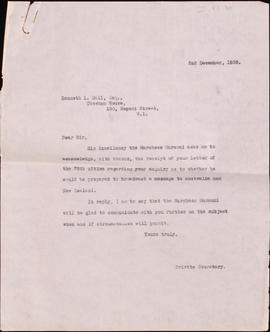 2nd December, 1935.
Kenneth L. Hall, Esq.,
House,
150, Regent Street,
W.1.
Dear Sir,
His Excellency the Marchese Marconi asks me to
acknowledge, with thanks, the receipt of your letter of
the 29th ultimo regarding your enquiry as to whether he
would be prepared to broadcast a message to Australia and
New Zealand.
In reply, I am to say that the Marchese Marconi
will be glad to communicate with you further on the subject
when and if circumstances will permit.
Yours truly,
Private Secretary.